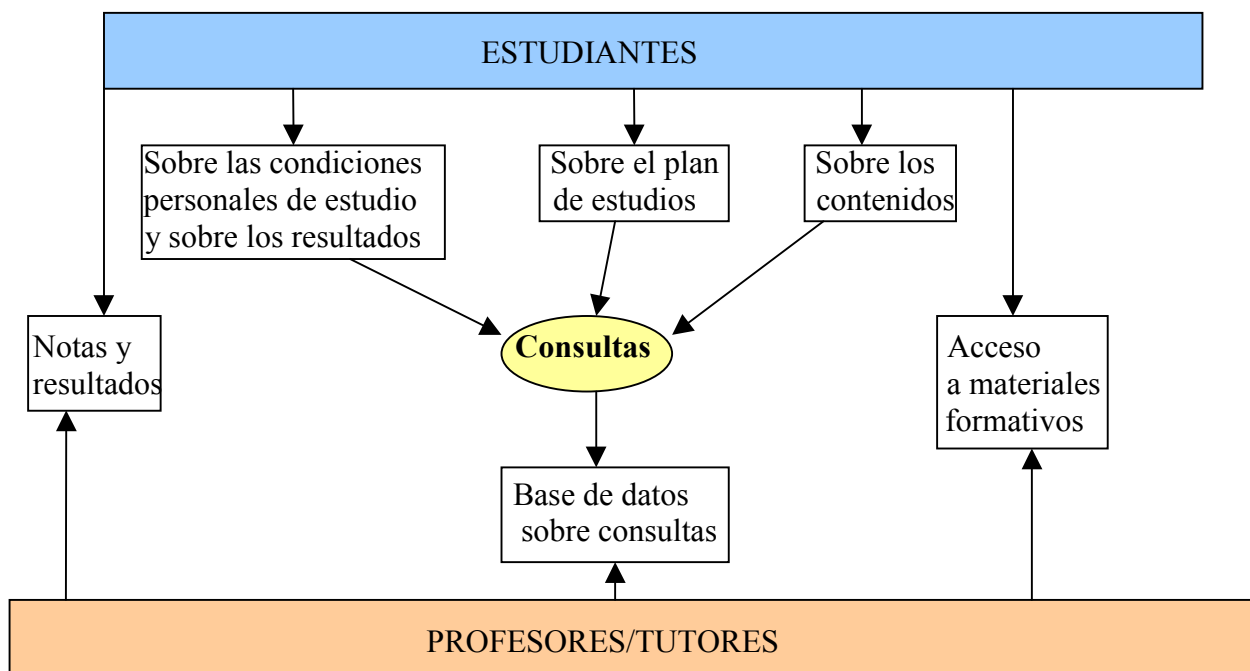 ESTUDIANTES
Sobre las condiciones
personales de estudio
y sobre los resultados
Sobre el plan
de estudios
Sobre los
contenidos
Notas y
resultados
Consultas
Acceso
a materiales
formativos
Base de datos
sobre consultas
PROFESORES/TUTORES